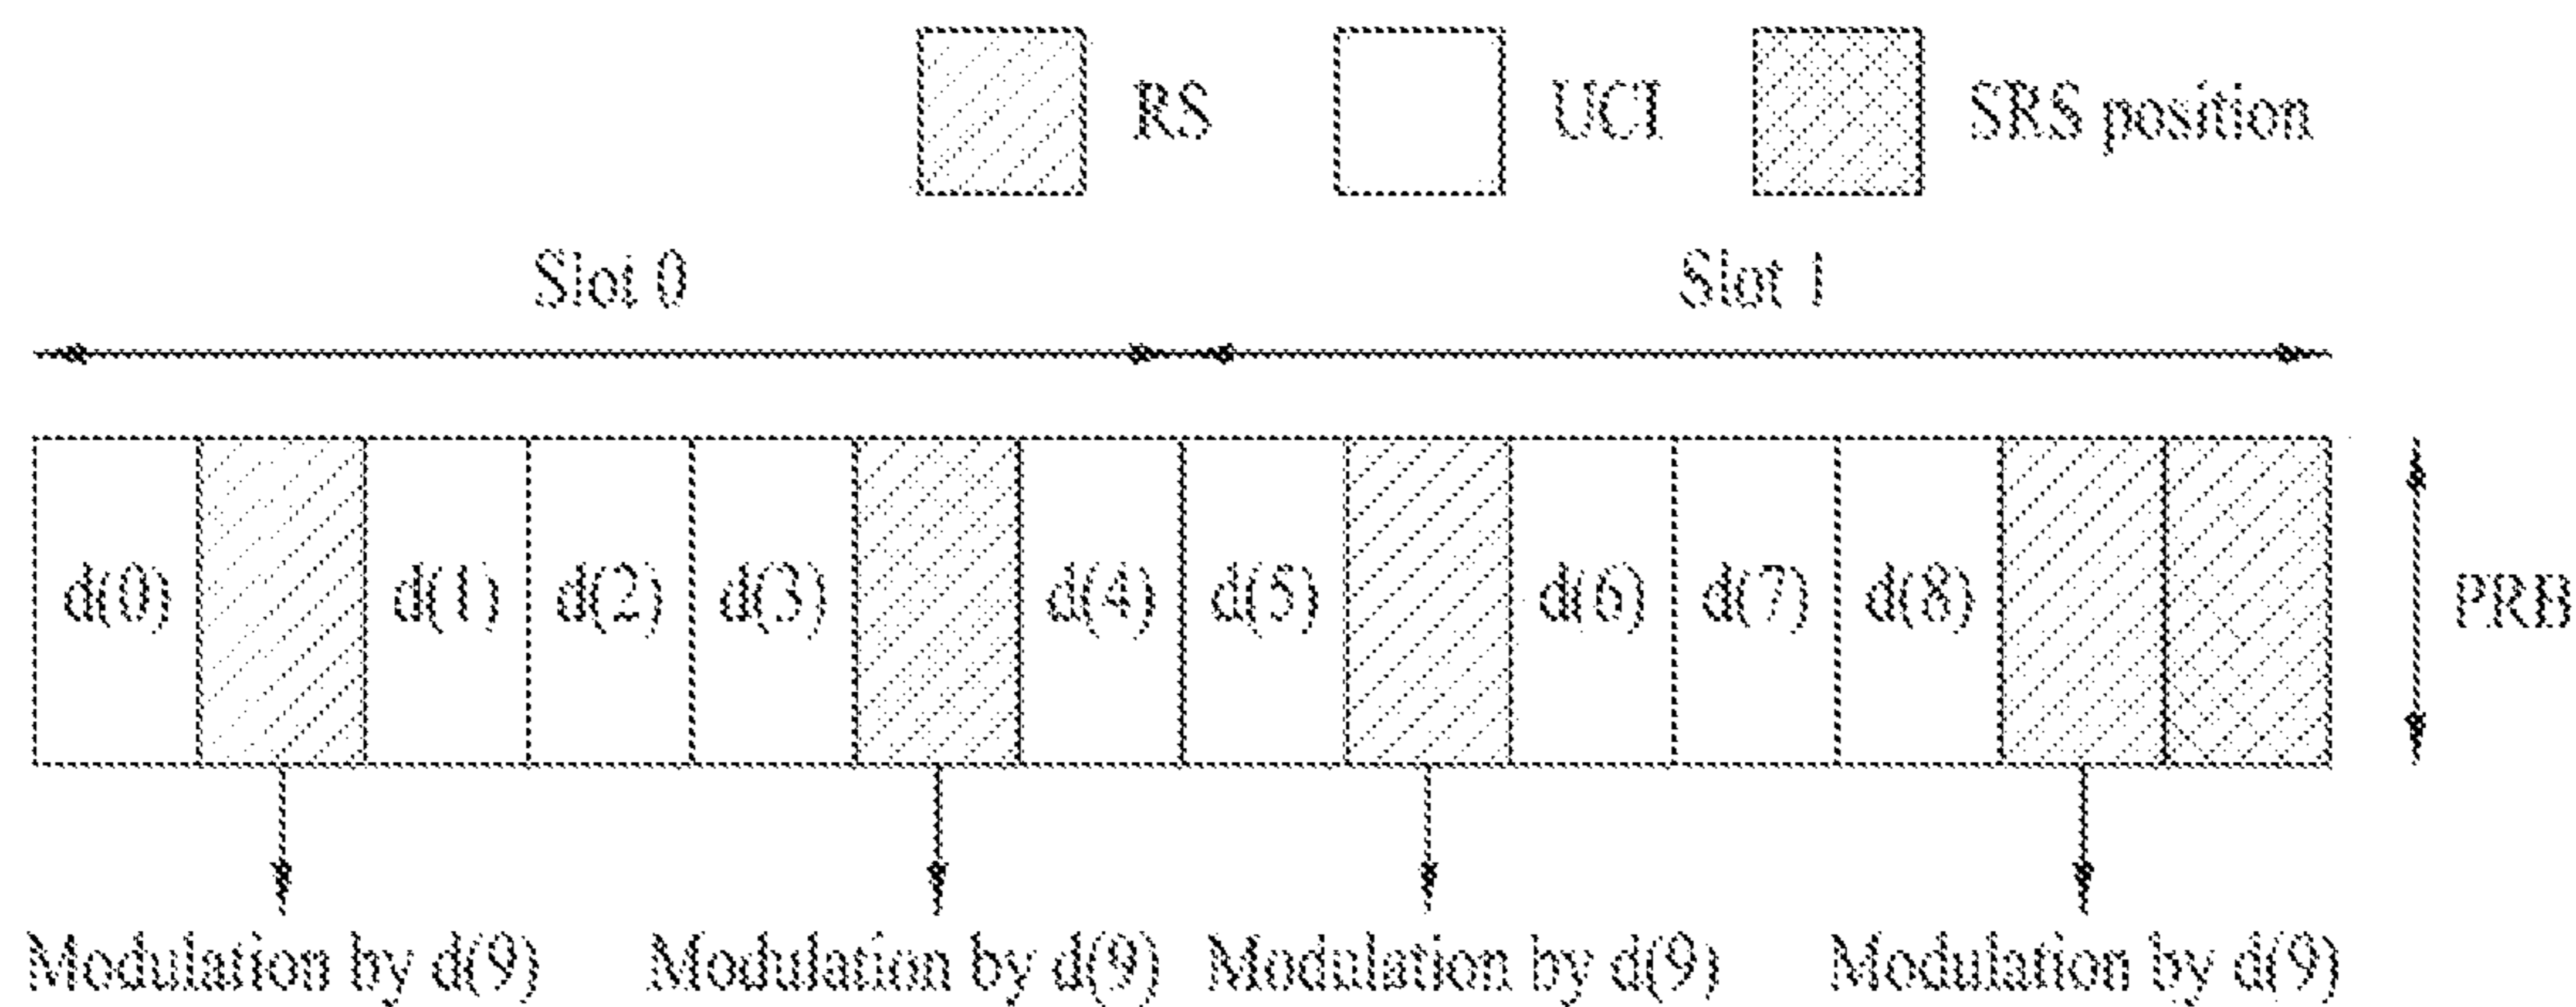 RS UCI SRS position
Slot 0 Slot 1
d(0) d(1) d(2) d(3) d(4) d(5) d(6) d(7) d(8) PRB
Modulation by d(9) Modulation by d(9) Modulation by d(9) Modulation by d(9)